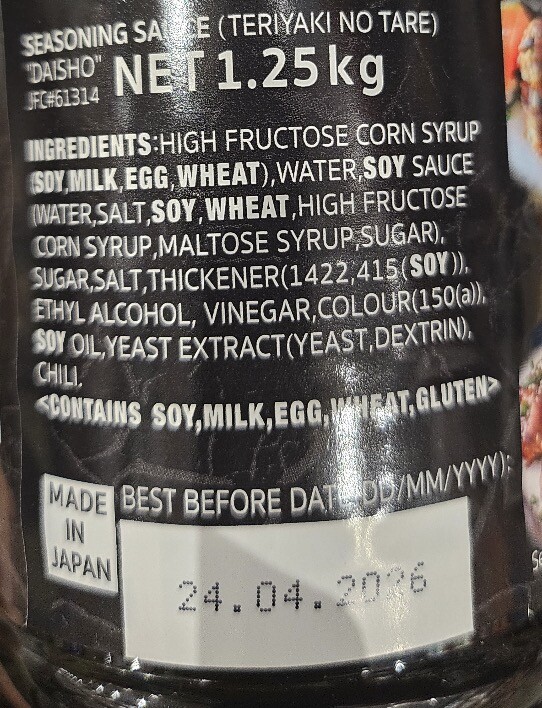 SEASONING SAUCE (TERIYAKI NO TARE)
"DAISHO" NET 1.25kg
JFC#61314
INGREDIENTS:HIGH FRUCTOSE CORN SYRUP
(SOY,MILK,EGG,WHEAT),WATER,SOY SAUCE
(WATER,SALT,SOY,WHEAT,HIGH FRUCTOSE
CORN SYRUP,MALTOSE SYRUP,SUGAR),
SUGAR,SALT,THICKENER(1422,415(SOY)),
ETHYL ALCOHOL, VINEGAR,COLOUR(150(a)),
SOY OIL,YEAST EXTRACT(YEAST,DEXTRIN),
CHILI,
<CONTAINS SOY,MILK,EGG,WHEAT,GLUTEN>
BEST BEFORE DATE(DD/MM/YYYY):
MADE
IN
JAPAN
24.04.2026